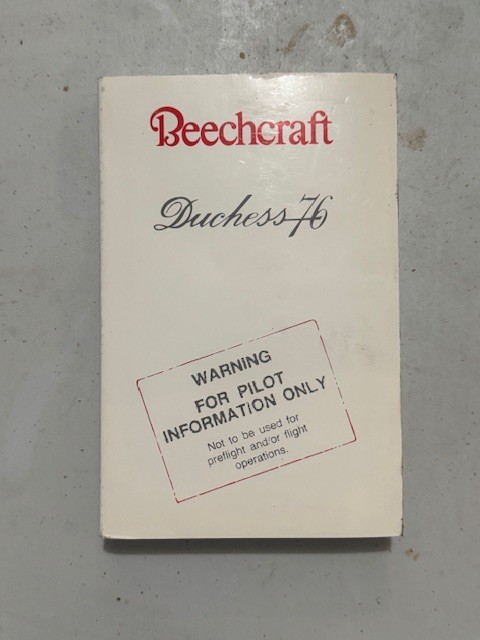 Beechcraft
Duchess 76
WARNING
FOR PILOT
INFORMATION ONLY
Not to be used for
preflight and/or flight
operations.